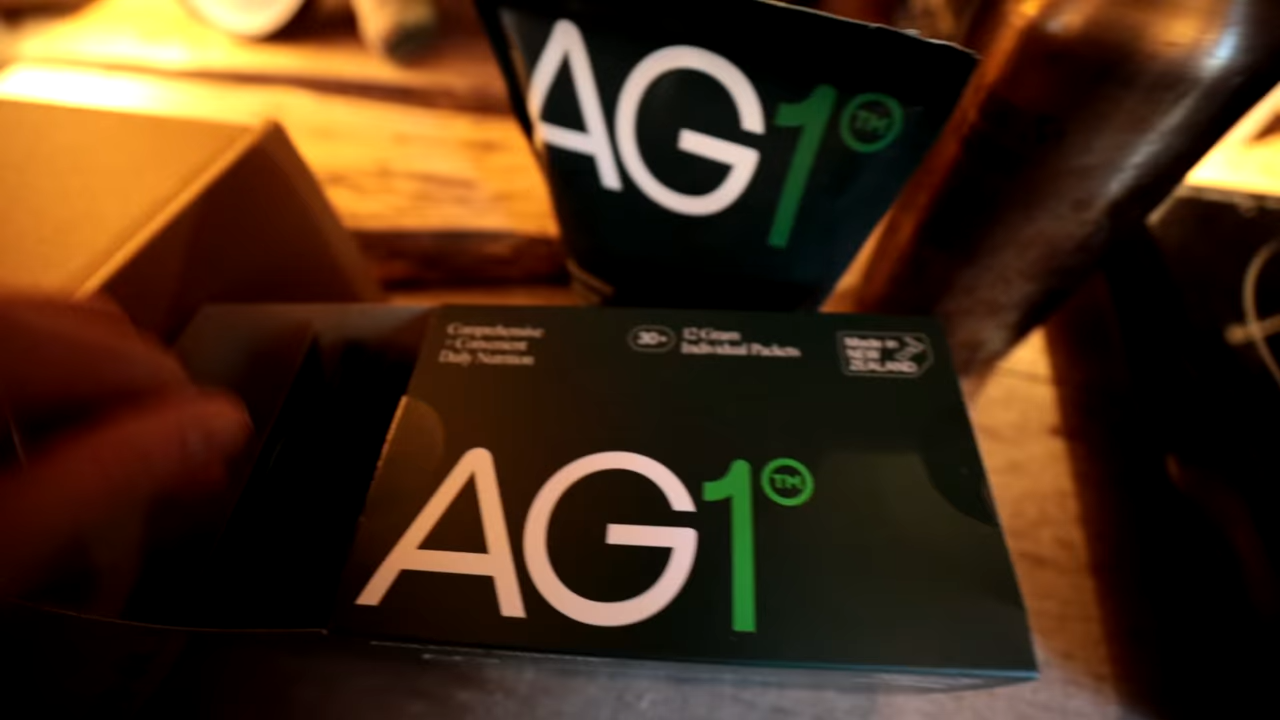 AG1™
Comprehensive
+ Convenient
Daily Nutrition
30+
12 Gram
Individual Packets
Made in
NEW
ZEALAND
AG1™